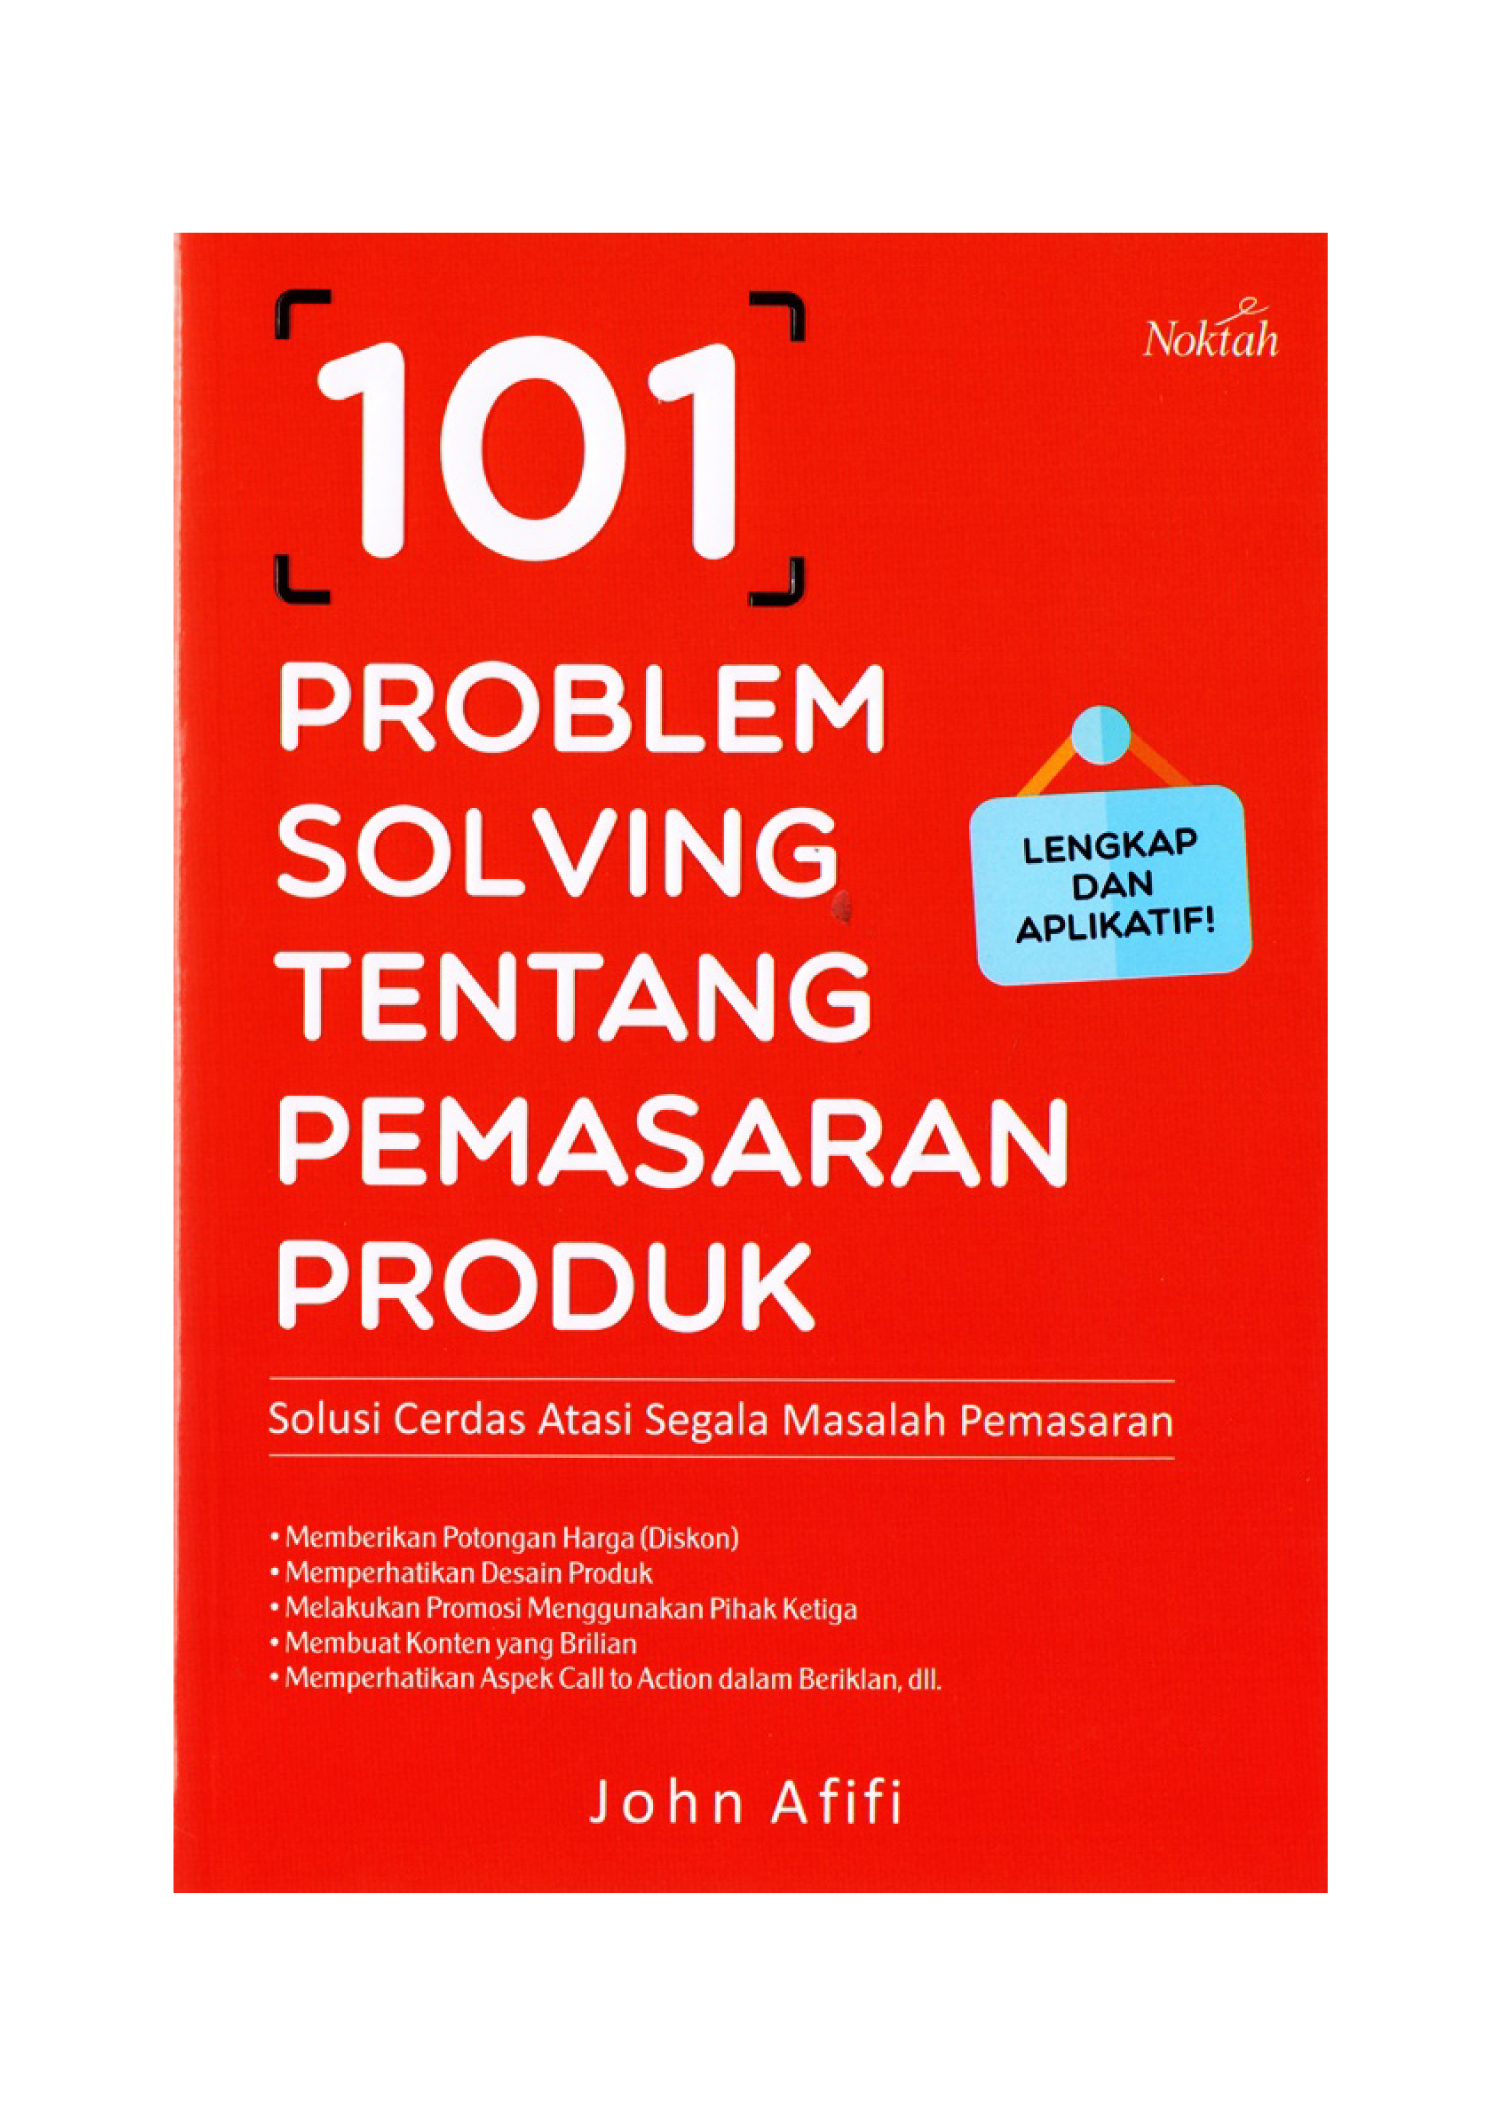 Noktah
101
PROBLEM
SOLVING
TENTANG
PEMASARAN
PRODUK
LENGKAP
DAN
APLIKATIF!
Solusi Cerdas Atasi Segala Masalah Pemasaran
• Memberikan Potongan Harga (Diskon)
• Memperhatikan Desain Produk
• Melakukan Promosi Menggunakan Pihak Ketiga
• Membuat Konten yang Brilian
• Memperhatikan Aspek Call to Action dalam Beriklan, dll.
John Afifi